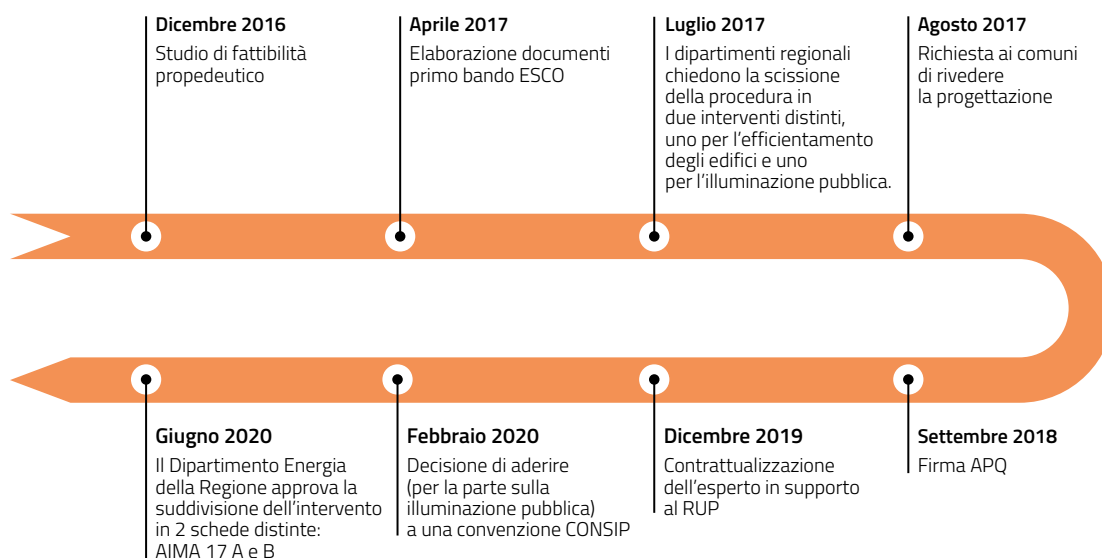 Dicembre 2016
Studio di fattibilità
propedeutico
Aprile 2017
Elaborazione documenti
primo bando ESCO
Luglio 2017
I dipartimenti regionali
chiedono la scissione
della procedura in
due interventi distinti,
uno per l'efficientamento
degli edifici e uno
per l'illuminazione pubblica.
Agosto 2017
Richiesta ai comuni
di rivedere
la progettazione
Giugno 2020
Il Dipartimento Energia
della Regione approva la
suddivisione dell'intervento
in 2 schede distinte:
AIMA 17 A e B
Febbraio 2020
Decisione di aderire
(per la parte sulla
illuminazione pubblica)
a una convenzione CONSIP
Dicembre 2019
Contrattualizzazione
dell'esperto in supporto
al RUP
Settembre 2018
Firma APQ